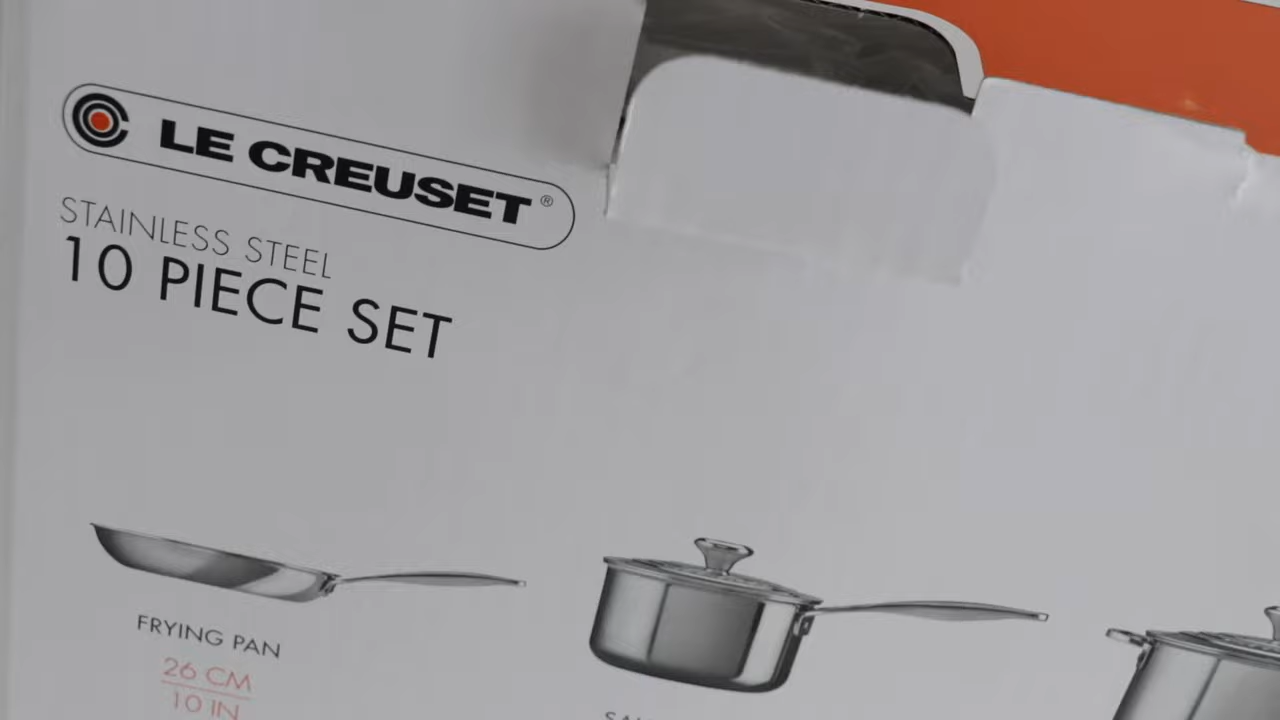 LE CREUSET ®
STAINLESS STEEL
10 PIECE SET
FRYING PAN
26 CM
10 IN